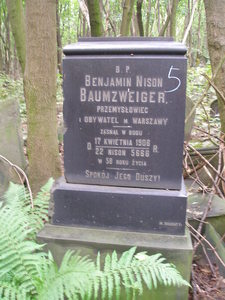 B. P.
BENJAMIN NISON
BAUMZWEIGER,
PRZEMYSŁOWIEC
I OBYWATEL M. WARSZAWY
ZASNĄŁ W BOGU
D. 17 KWIETNIA 1906 R.
22 NISON 5666
W 58 ROKU ŻYCIA
SPOKÓJ JEGO DUSZY!
5